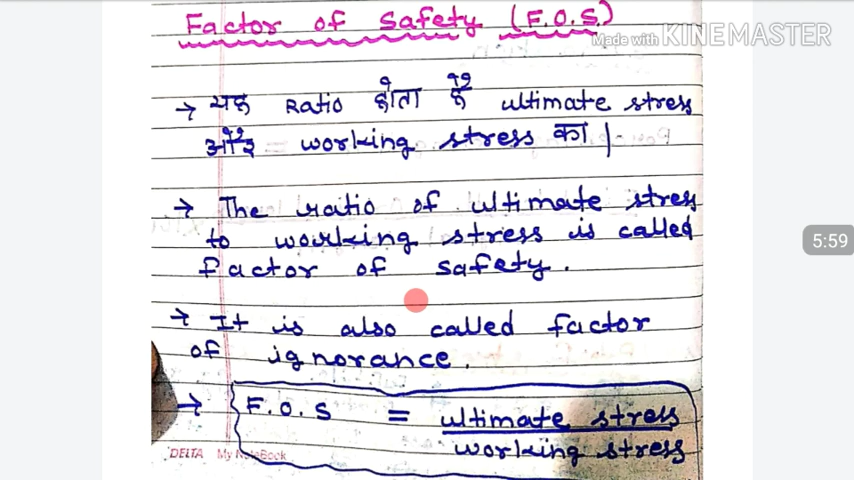 Factor of Safety (F.O.S)
Made with KINEMASTER
→ यह Ratio होता है ultimate stress
और = working stress का |
→ The ratio of ultimate stress
to working stress is called
factor of safety.
5:59
→ It is also called factor
of ignorance.
→ F.O.S = ultimate stress
working stress
DELTA My NoteBook